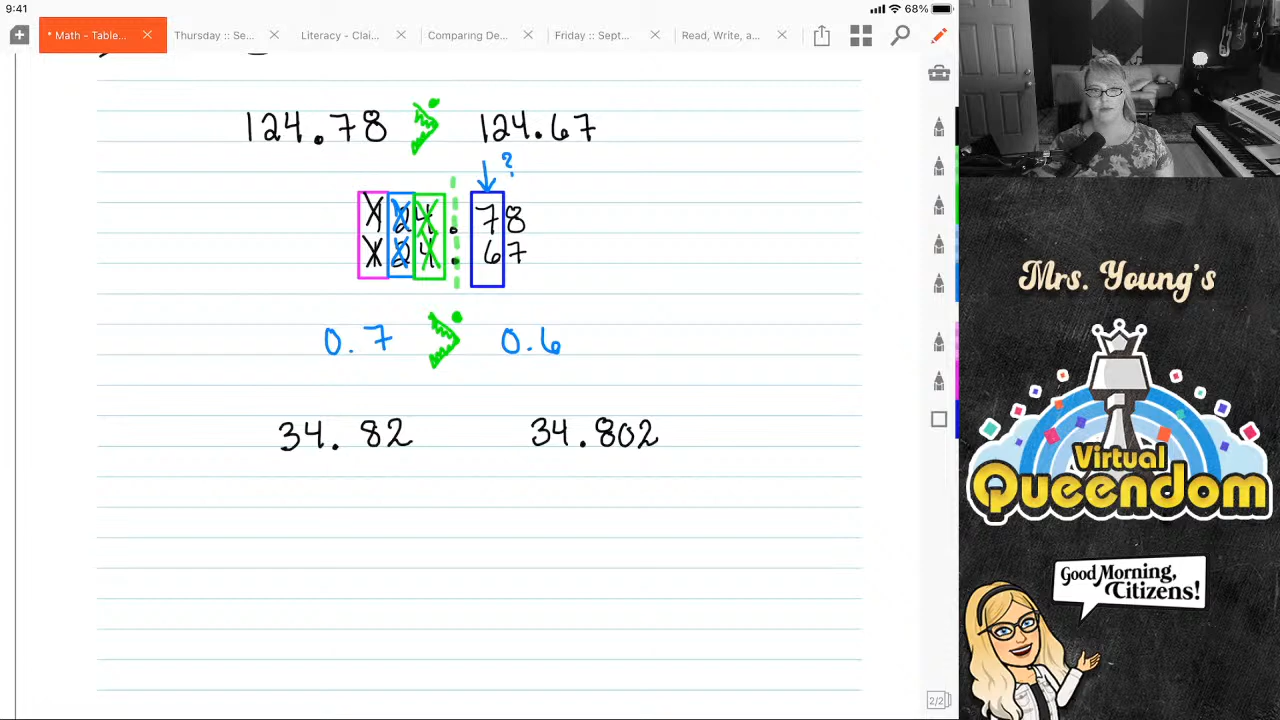 9:41 68%
* Math - Table... Thursday :: Se... Literacy - Clai... Comparing De... Friday :: Sept... Read, Write, a...
124.78 > 124.67
?
124.78
124.67
0.7 > 0.6
34.82 34.802
2/2
Mrs. Young's
Virtual
Queendom
Good Morning,
Citizens!